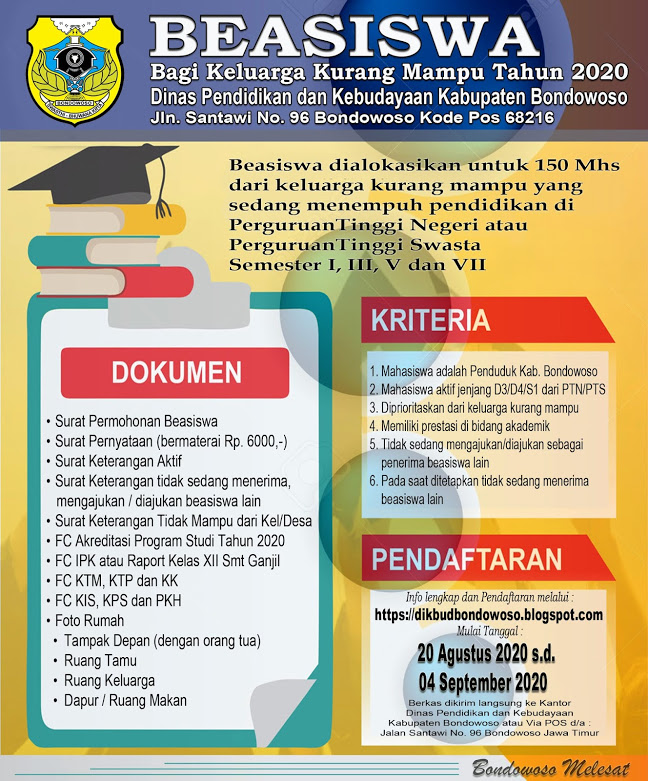 BEASISWA
Bagi Keluarga Kurang Mampu Tahun 2020
Dinas Pendidikan dan Kebudayaan Kabupaten Bondowoso
Jln. Santawi No. 96 Bondowoso Kode Pos 68216
BONDOWOSO
Beasiswa dialokasikan untuk 150 Mhs
dari keluarga kurang mampu yang
sedang menempuh pendidikan di
PerguruanTinggi Negeri atau
PerguruanTinggi Swasta
Semester I, III, V dan VII
DOKUMEN
• Surat Permohonan Beasiswa
• Surat Pernyataan (bermaterai Rp. 6000,-)
• Surat Keterangan Aktif
• Surat Keterangan tidak sedang menerima,
mengajukan / diajukan beasiswa lain
• Surat Keterangan Tidak Mampu dari Kel/Desa
• FC Akreditasi Program Studi Tahun 2020
• FC IPK atau Raport Kelas XII Smt Ganjil
• FC KTM, KTP dan KK
• FC KIS, KPS dan PKH
• Foto Rumah
• Tampak Depan (dengan orang tua)
• Ruang Tamu
• Ruang Keluarga
• Dapur / Ruang Makan
KRITERIA
1. Mahasiswa adalah Penduduk Kab. Bondowoso
2. Mahasiswa aktif jenjang D3/D4/S1 dari PTN/PTS
3. Diprioritaskan dari keluarga kurang mampu
4. Memiliki prestasi di bidang akademik
5. Tidak sedang mengajukan/diajukan sebagai
penerima beasiswa lain
6. Pada saat ditetapkan tidak sedang menerima
beasiswa lain
PENDAFTARAN
Info lengkap dan Pendaftaran melalui :
https://dikbudbondowoso.blogspot.com
Mulai Tanggal :
20 Agustus 2020 s.d.
04 September 2020
Berkas dikirim langsung ke Kantor
Dinas Pendidikan dan Kebudayaan
Kabupaten Bondowoso atau Via POS d/a :
Jalan Santawi No. 96 Bondowoso Jawa Timur
Bondowoso Melesat